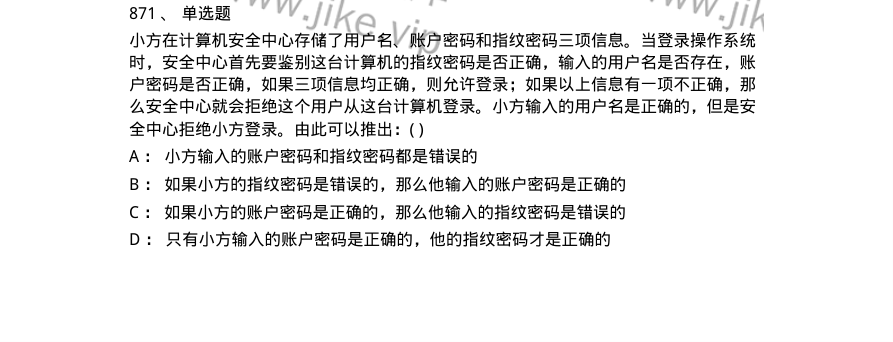 www.jike.vip
www.jike.vip
871 、 单选题
小方在计算机安全中心存储了用户名、账户密码和指纹密码三项信息。当登录操作系统
时，安全中心首先要鉴别这台计算机的指纹密码是否正确，输入的用户名是否存在，账
户密码是否正确，如果三项信息均正确，则允许登录；如果以上信息有一项不正确，那
么安全中心就会拒绝这个用户从这台计算机登录。小方输入的用户名是正确的，但是安
全中心拒绝小方登录。由此可以推出：( )
A ： 小方输入的账户密码和指纹密码都是错误的
B ： 如果小方的指纹密码是错误的，那么他输入的账户密码是正确的
C ： 如果小方的账户密码是正确的，那么他输入的指纹密码是错误的
D ： 只有小方输入的账户密码是正确的，他的指纹密码才是正确的